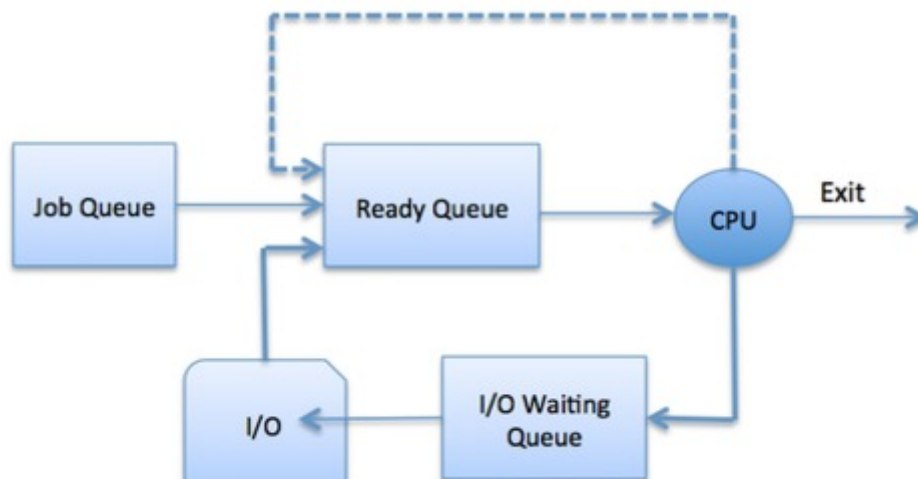 Job Queue
Ready Queue
CPU
Exit
I/O
I/O Waiting
Queue